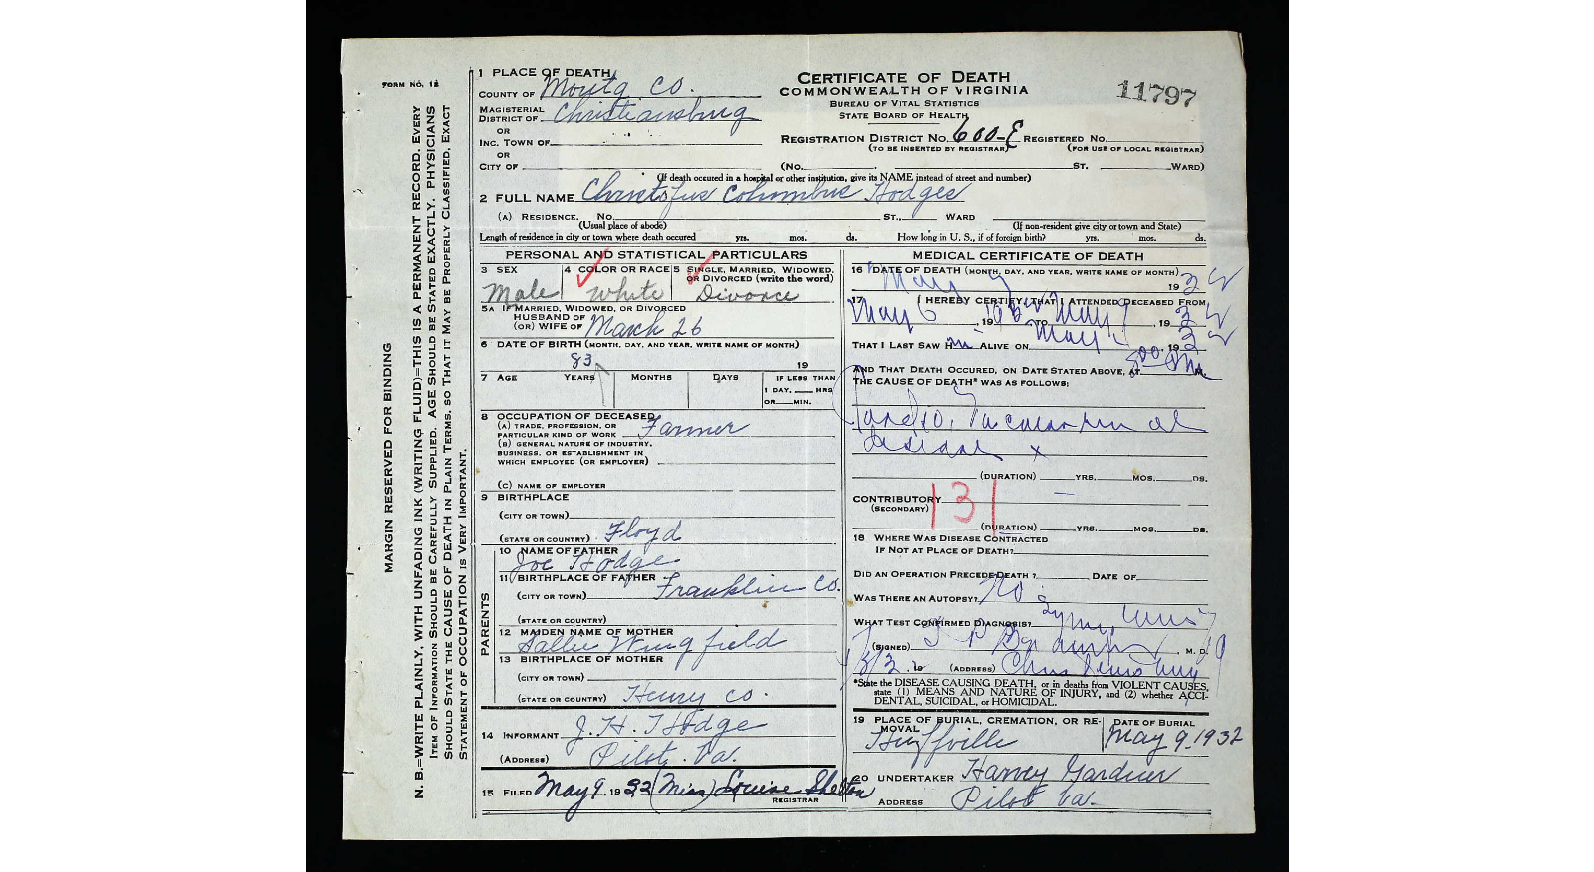 FORM NO. 12
MARGIN RESERVED FOR BINDING
N. B.=WRITE PLAINLY, WITH UNFADING INK (WRITING FLUID)=THIS IS A PERMANENT RECORD. EVERY
ITEM OF INFORMATION SHOULD BE CAREFULLY SUPPLIED. AGE SHOULD BE STATED EXACTLY. PHYSICIANS
SHOULD STATE THE CAUSE OF DEATH IN PLAIN TERMS, SO THAT IT MAY BE PROPERLY CLASSIFIED. EXACT
STATEMENT OF OCCUPATION IS VERY IMPORTANT.
1 PLACE OF DEATH
COUNTY OF Montg Co.
MAGISTERIAL
DISTRICT OF Christiansburg
OR
INC. TOWN OF
OR
CITY OF
CERTIFICATE OF DEATH
COMMONWEALTH OF VIRGINIA
BUREAU OF VITAL STATISTICS
STATE BOARD OF HEALTH
11797
REGISTRATION DISTRICT NO. 600-E REGISTERED NO.
(TO BE INSERTED BY REGISTRAR) (FOR USE OF LOCAL REGISTRAR)
(No. ST. WARD)
(If death occured in a hospital or other institution, give its NAME instead of street and number)
2 FULL NAME Christofus Columbus Hodges
(A) RESIDENCE. No. ST., WARD
(Usual place of abode) (If non-resident give city or town and State)
Length of residence in city or town where death occured yrs. mos. ds. How long in U. S., if of foreign birth? yrs. mos. ds.
PERSONAL AND STATISTICAL PARTICULARS
3 SEX 4 COLOR OR RACE 5 SINGLE, MARRIED, WIDOWED,
OR DIVORCED (write the word)
Male White Divorce
5A IF MARRIED, WIDOWED, OR DIVORCED
HUSBAND OF
(OR) WIFE OF March 26
6 DATE OF BIRTH (MONTH, DAY, AND YEAR. WRITE NAME OF MONTH)
83 19
7 AGE YEARS MONTHS DAYS IF LESS THAN
1 DAY, HRS
OR MIN.
8 OCCUPATION OF DECEASED
(A) TRADE, PROFESSION, OR
PARTICULAR KIND OF WORK Farmer
(B) GENERAL NATURE OF INDUSTRY,
BUSINESS, OR ESTABLISHMENT IN
WHICH EMPLOYED (OR EMPLOYER)
(C) NAME OF EMPLOYER
9 BIRTHPLACE
(CITY OR TOWN)
(STATE OR COUNTRY) Floyd
PARENTS
10 NAME OF FATHER
Joe Hodge
11 BIRTHPLACE OF FATHER Franklin Co.
(CITY OR TOWN)
(STATE OR COUNTRY)
12 MAIDEN NAME OF MOTHER
Sallie Wingfield
13 BIRTHPLACE OF MOTHER
(CITY OR TOWN)
(STATE OR COUNTRY) Henry Co.
14 INFORMANT J. H. Hodge
(ADDRESS) Pilot. Va.
15 FILED May 9 1932 (Miss) Louise Shelton
REGISTRAR
MEDICAL CERTIFICATE OF DEATH
16 DATE OF DEATH (MONTH, DAY, AND YEAR, WRITE NAME OF MONTH)
May 7 1932
17 I HEREBY CERTIFY, THAT I ATTENDED DECEASED FROM
May 6, 1932 TO May 7, 1932
THAT I LAST SAW Him ALIVE ON May 1932
AND THAT DEATH OCCURED, ON DATE STATED ABOVE, AT M.
THE CAUSE OF DEATH* WAS AS FOLLOWS:
(DURATION) YRS. MOS. DS.
CONTRIBUTORY
(SECONDARY)
131
(DURATION) YRS. MOS. DS.
18 WHERE WAS DISEASE CONTRACTED
IF NOT AT PLACE OF DEATH?
DID AN OPERATION PRECEDE DEATH? DATE OF
WAS THERE AN AUTOPSY? No
WHAT TEST CONFIRMED DIAGNOSIS?
(SIGNED) M. D.
(ADDRESS)
*State the DISEASE CAUSING DEATH, or in deaths from VIOLENT CAUSES,
state (1) MEANS AND NATURE OF INJURY, and (2) whether ACCI-
DENTAL, SUICIDAL, or HOMICIDAL.
19 PLACE OF BURIAL, CREMATION, OR RE- DATE OF BURIAL
MOVAL
Huffville May 9, 1932
20 UNDERTAKER Harvey Gardner
ADDRESS Pilot Va.